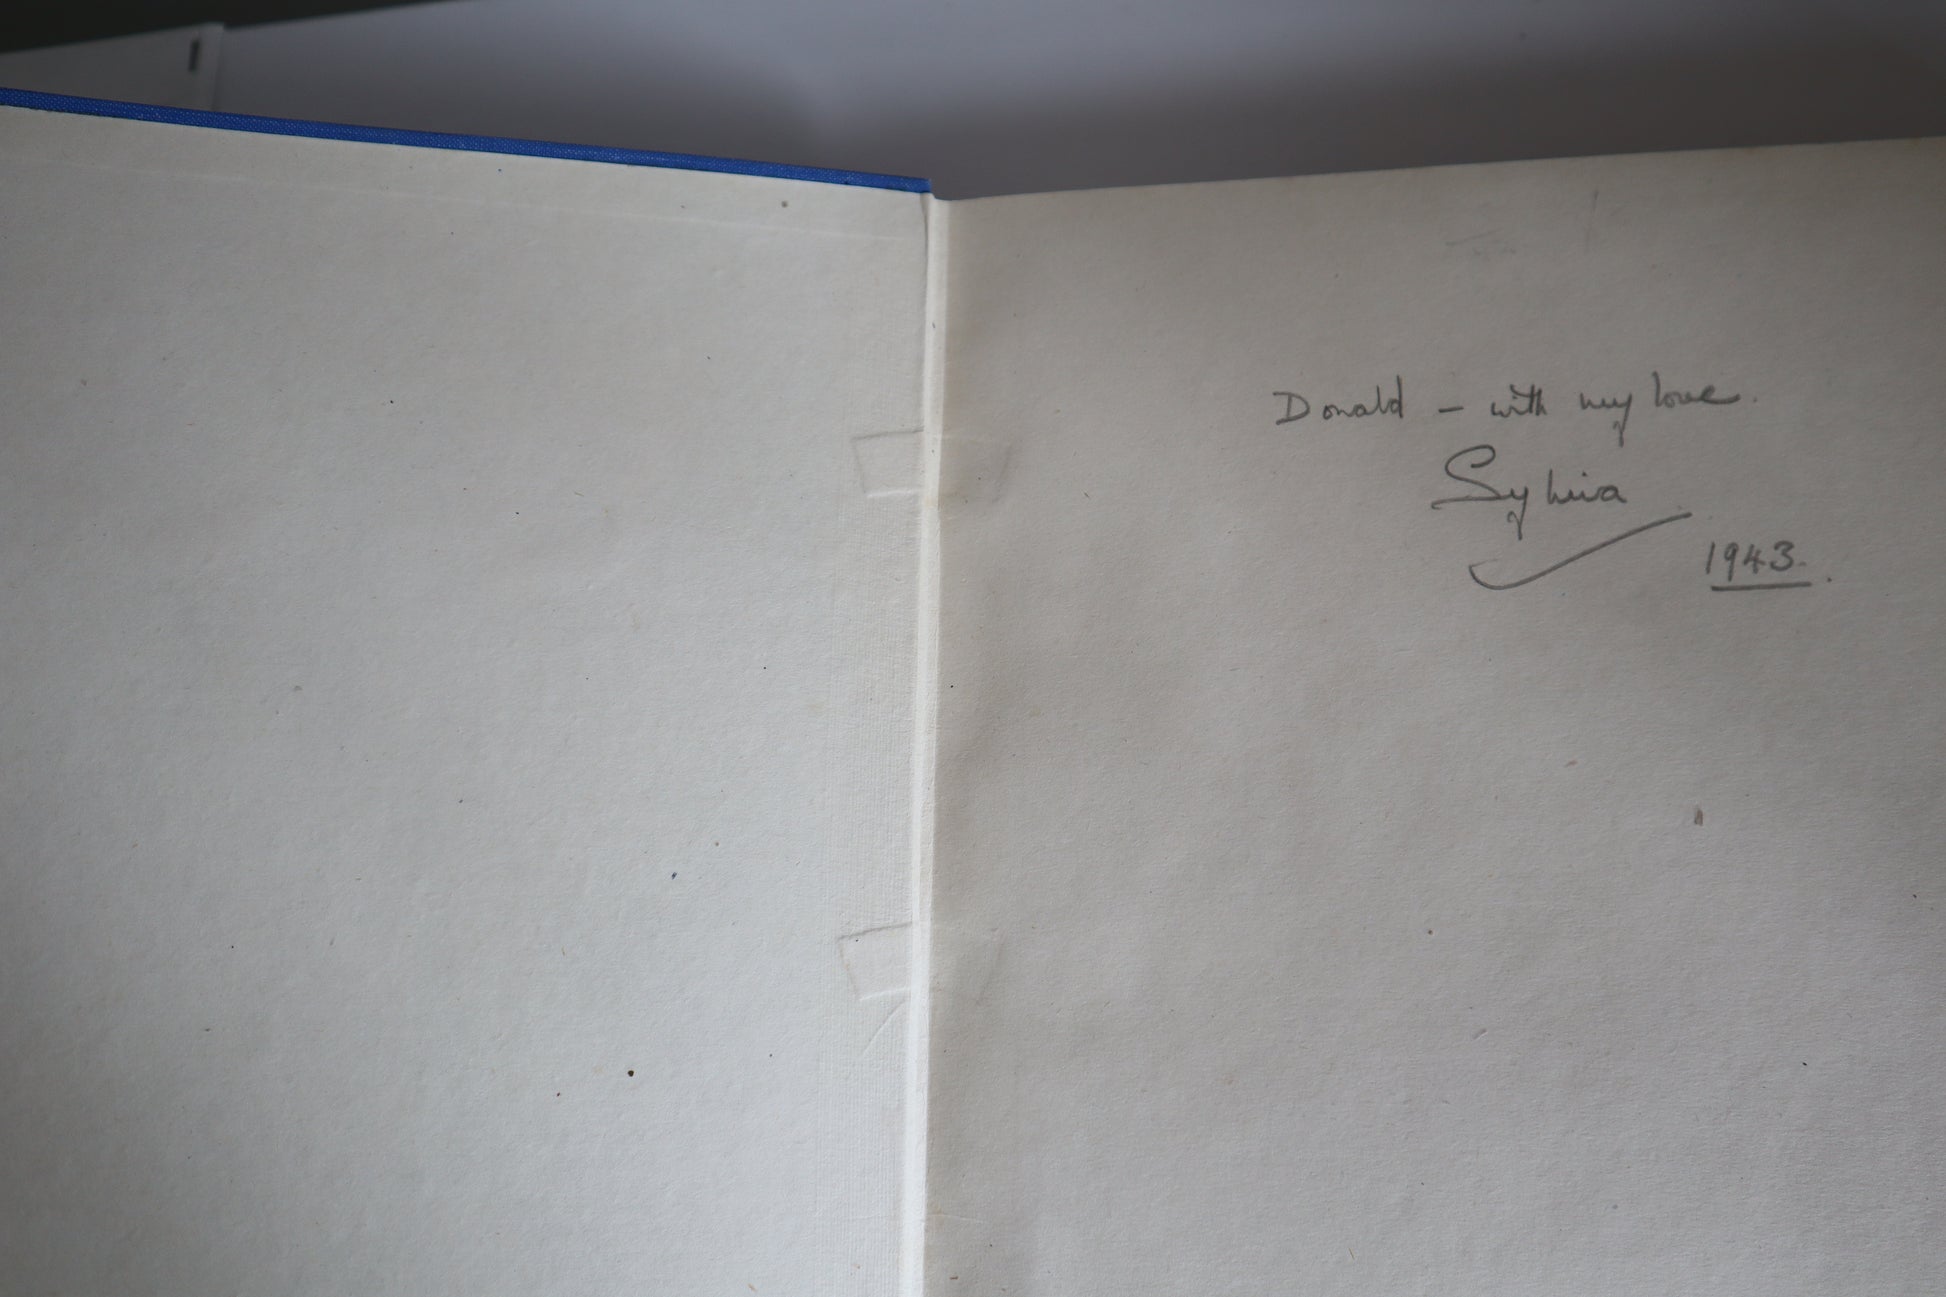 Donald – with my love.
Sylvia
1943.